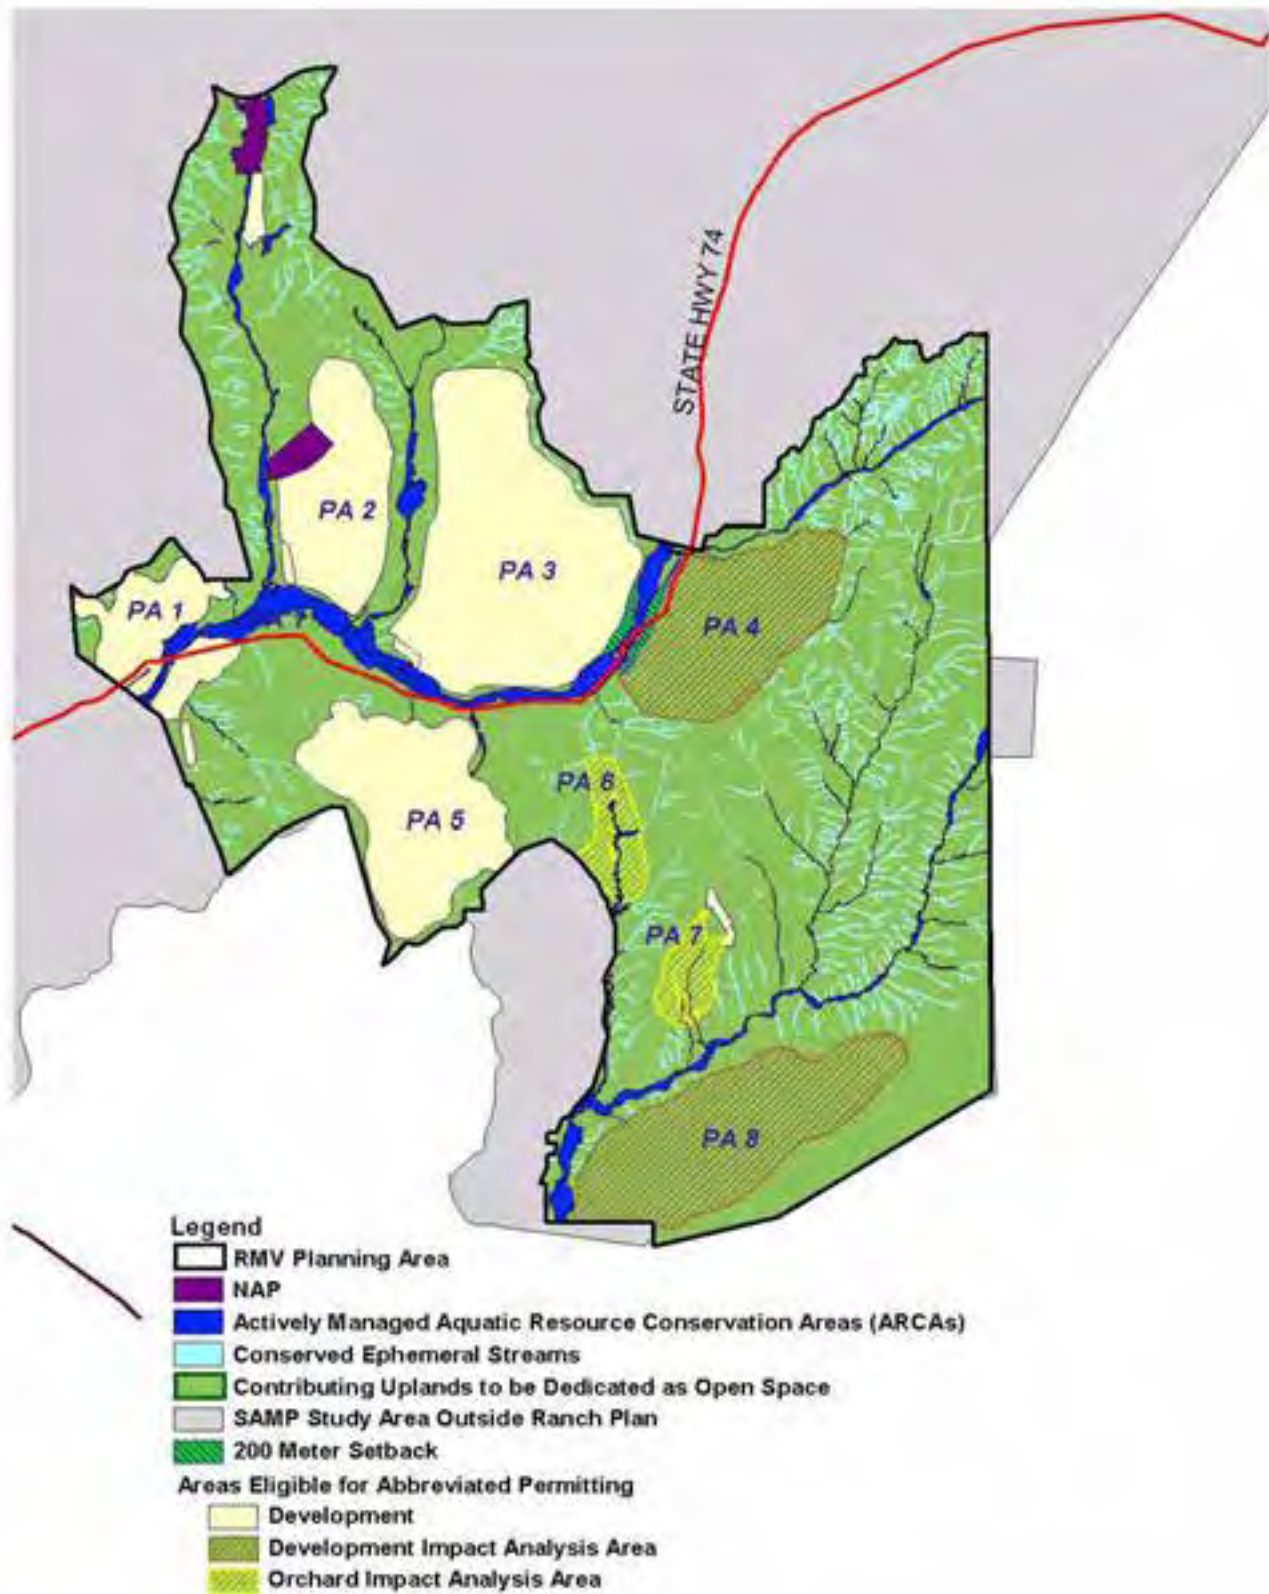 STATE HWY 74
PA 2
PA 3
PA 1
PA 4
PA 6
PA 5
PA 7
PA 8
Legend
RMV Planning Area
NAP
Actively Managed Aquatic Resource Conservation Areas (ARCAs)
Conserved Ephemeral Streams
Contributing Uplands to be Dedicated as Open Space
SAMP Study Area Outside Ranch Plan
200 Meter Setback
Areas Eligible for Abbreviated Permitting
Development
Development Impact Analysis Area
Orchard Impact Analysis Area